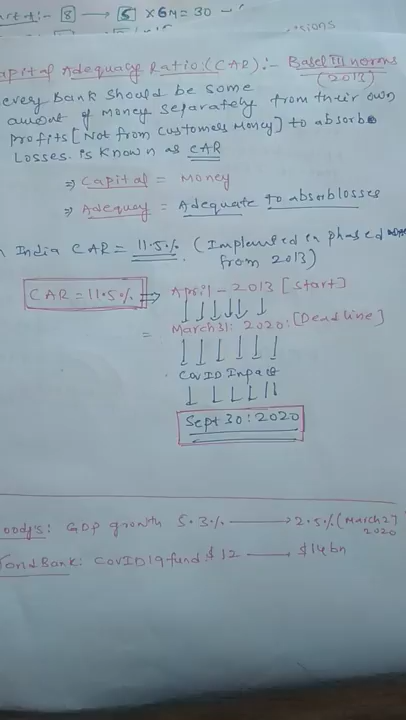 8 → 5 X 6M = 30
apital Adequacy Ratio: (CAR) :- Basel III norms
(2013)
every Bank should be some
amount of money separately from their own
profits [Not from customers Money] to absorb
Losses is known as CAR
⇒ Capital = Money
⇒ Adequacy = Adequate to absorb losses
India CAR = 11.5% (Implemented in phased
from 2013)
CAR = 11.5% ⇒ April - 2013 [start]
= March 31: 2020: [Deadline]
COVID Impact
Sept 30: 2020
oody's: GDP growth 5.3% → 2.5% (March 27
2020
orld Bank: COVID19 fund: $12 → $14 bn